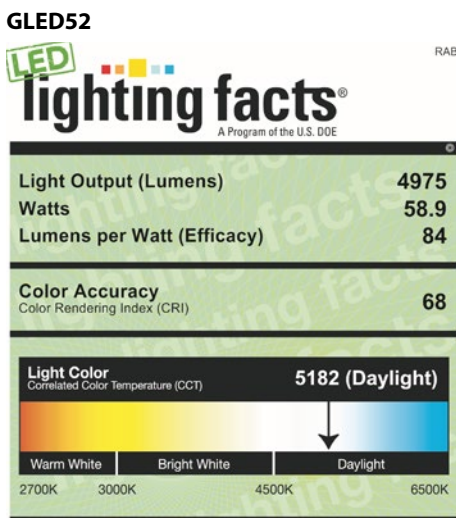 GLED52
LED
RAB
lighting facts®
A Program of the U.S. DOE
Light Output (Lumens) 4975
Watts 58.9
Lumens per Watt (Efficacy) 84
Color Accuracy
Color Rendering Index (CRI) 68
Light Color
Correlated Color Temperature (CCT) 5182 (Daylight)
Warm White Bright White Daylight
2700K 3000K 4500K 6500K